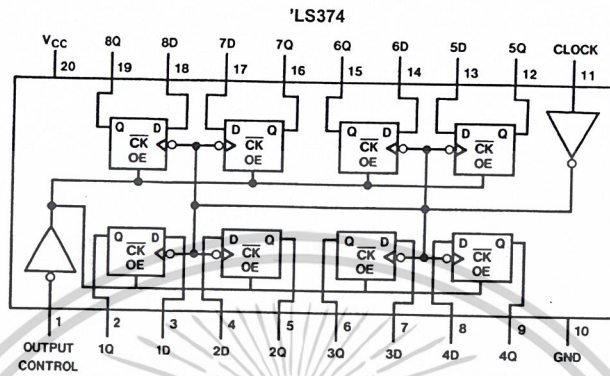 'LS374
VCC 8Q 8D 7D 7Q 6Q 6D 5D 5Q CLOCK
20 19 18 17 16 15 14 13 12 11
Q D D Q Q D D Q
CK CK CK CK
OE OE OE OE
Q D D Q Q D D Q
CK CK CK CK
OE OE OE OE
1 2 3 4 5 6 7 8 9 10
OUTPUT CONTROL 1Q 1D 2D 2Q 3Q 3D 4D 4Q GND